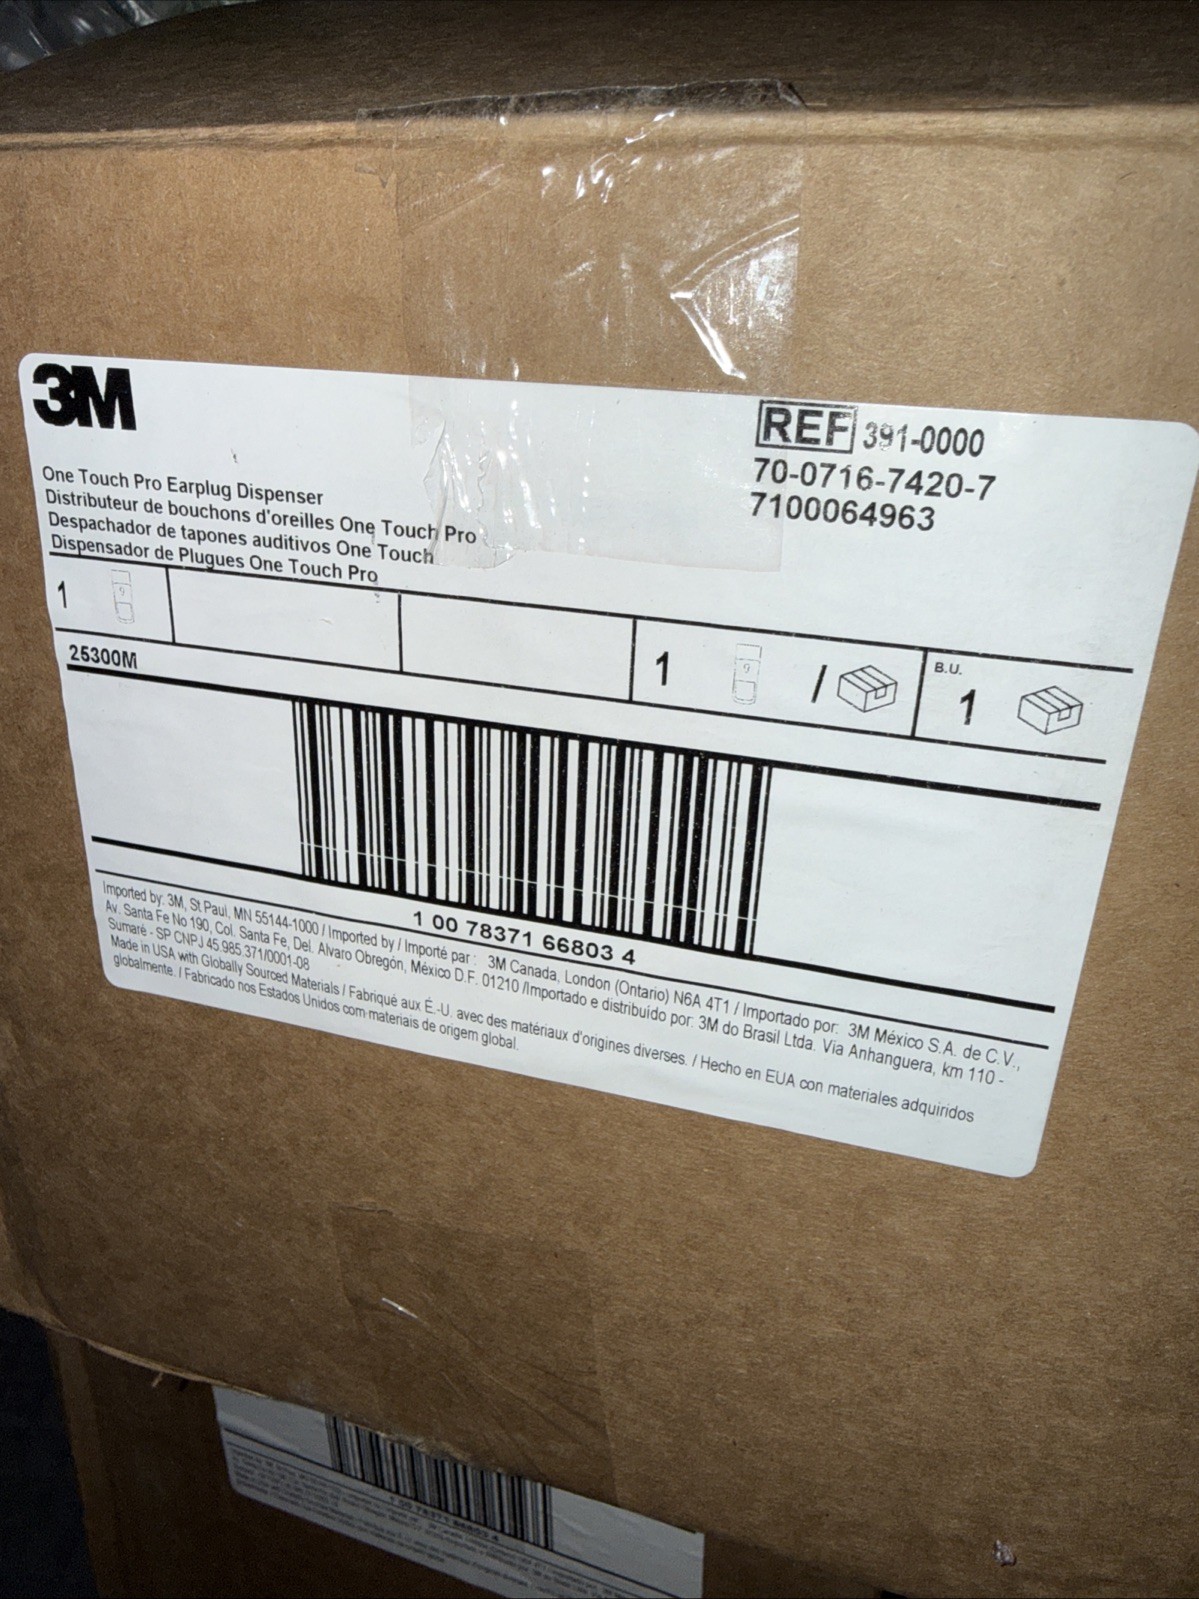 3M
REF 391-0000
70-0716-7420-7
7100064963
One Touch Pro Earplug Dispenser
Distributeur de bouchons d'oreilles One Touch Pro
Despachador de tapones auditivos One Touch
Dispensador de Plugues One Touch Pro
1 1 / B.U. 1
25300M
1 00 78371 66803 4
Imported by: 3M, St Paul, MN 55144-1000 / Imported by / Importé par : 3M Canada, London (Ontario) N6A 4T1 / Importado por: 3M México S.A. de C.V.,
Av. Santa Fe No 190, Col. Santa Fe, Del. Alvaro Obregón, México D.F. 01210 /Importado e distribuído por: 3M do Brasil Ltda. Via Anhanguera, km 110 -
Sumaré - SP CNPJ 45.985.371/0001-08
Made in USA with Globally Sourced Materials / Fabriqué aux É.-U. avec des matériaux d'origines diverses. / Hecho en EUA con materiales adquiridos
globalmente. / Fabricado nos Estados Unidos com materiais de origem global.
1 00 78371 66803 4